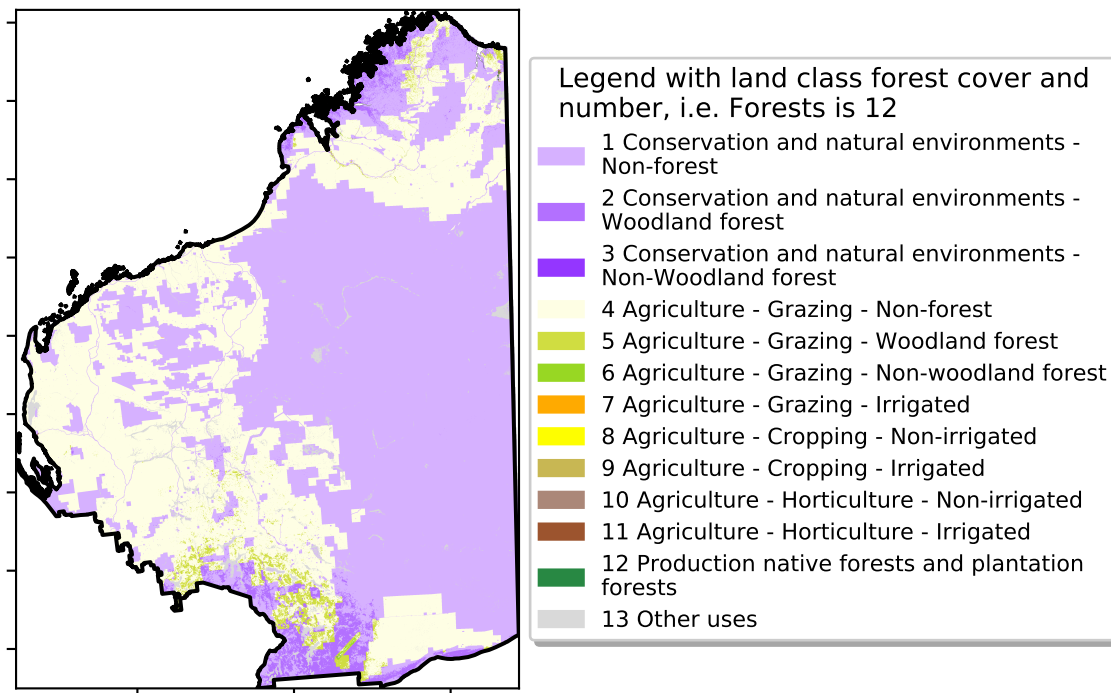 Legend with land class forest cover and
number, i.e. Forests is 12
1 Conservation and natural environments -
Non-forest
2 Conservation and natural environments -
Woodland forest
3 Conservation and natural environments -
Non-Woodland forest
4 Agriculture - Grazing - Non-forest
5 Agriculture - Grazing - Woodland forest
6 Agriculture - Grazing - Non-woodland forest
7 Agriculture - Grazing - Irrigated
8 Agriculture - Cropping - Non-irrigated
9 Agriculture - Cropping - Irrigated
10 Agriculture - Horticulture - Non-irrigated
11 Agriculture - Horticulture - Irrigated
12 Production native forests and plantation
forests
13 Other uses